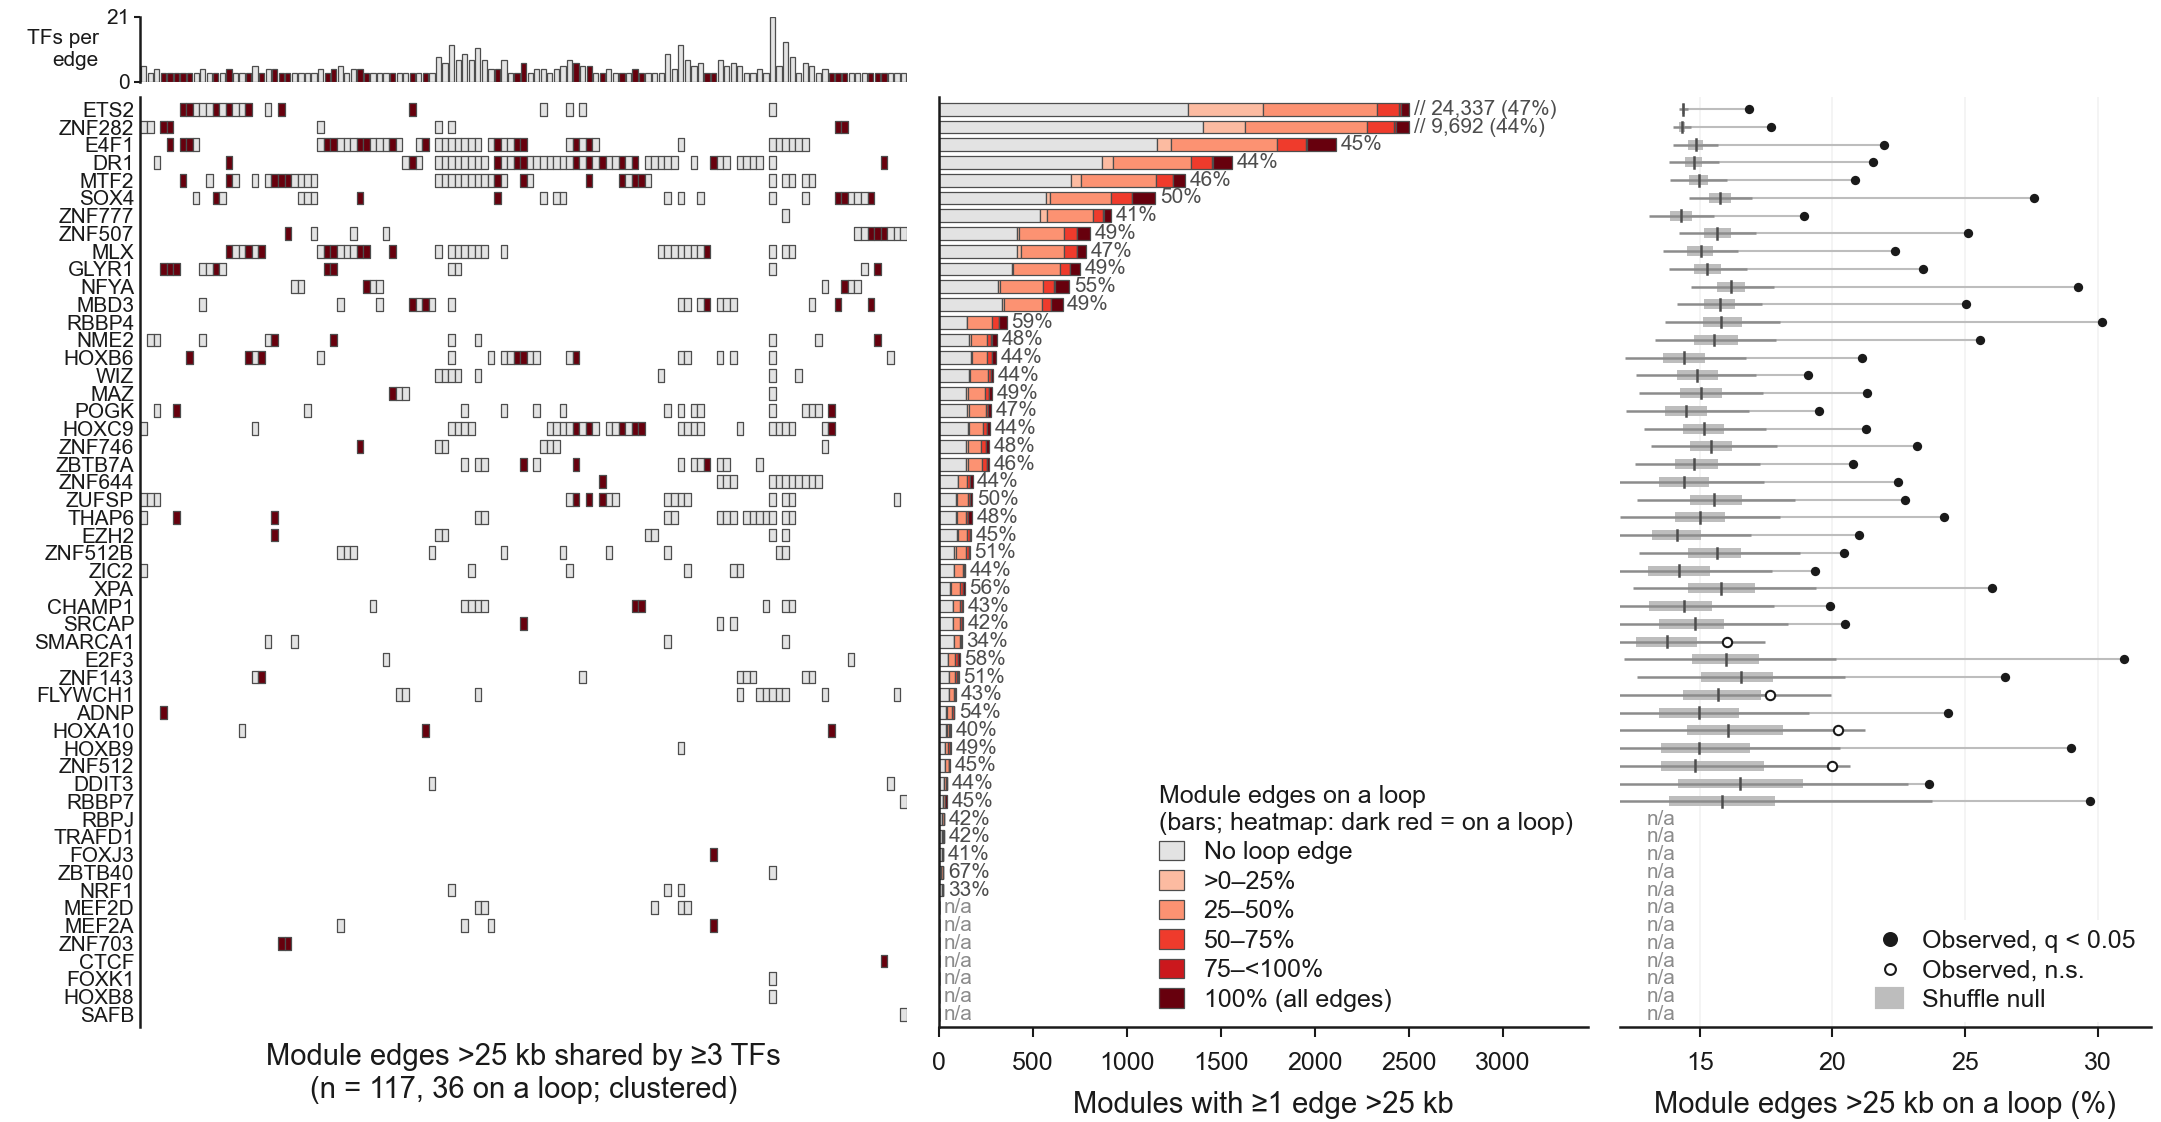 21
TFs per
edge
0
ETS2
ZNF282
E4F1
DR1
MTF2
SOX4
ZNF777
ZNF507
MLX
GLYR1
NFYA
MBD3
RBBP4
NME2
HOXB6
WIZ
MAZ
POGK
HOXC9
ZNF746
ZBTB7A
ZNF644
ZUFSP
THAP6
EZH2
ZNF512B
ZIC2
XPA
CHAMP1
SRCAP
SMARCA1
E2F3
ZNF143
FLYWCH1
ADNP
HOXA10
HOXB9
ZNF512
DDIT3
RBBP7
RBPJ
TRAFD1
FOXJ3
ZBTB40
NRF1
MEF2D
MEF2A
ZNF703
CTCF
FOXK1
HOXB8
SAFB
Module edges >25 kb shared by ≥3 TFs
(n = 117, 36 on a loop; clustered)
// 24,337 (47%)
// 9,692 (44%)
45%
44%
46%
50%
41%
49%
47%
49%
55%
49%
59%
48%
44%
44%
49%
47%
44%
48%
46%
44%
50%
48%
45%
51%
44%
56%
43%
42%
34%
58%
51%
43%
54%
40%
49%
45%
44%
45%
42%
42%
41%
67%
33%
n/a
n/a
n/a
n/a
n/a
n/a
n/a
Module edges on a loop
(bars; heatmap: dark red = on a loop)
No loop edge
>0–25%
25–50%
50–75%
75–<100%
100% (all edges)
0 500 1000 1500 2000 2500 3000
Modules with ≥1 edge >25 kb
n/a
n/a
n/a
n/a
n/a
n/a
n/a
n/a
n/a
n/a
n/a
n/a
Observed, q < 0.05
Observed, n.s.
Shuffle null
15 20 25 30
Module edges >25 kb on a loop (%)